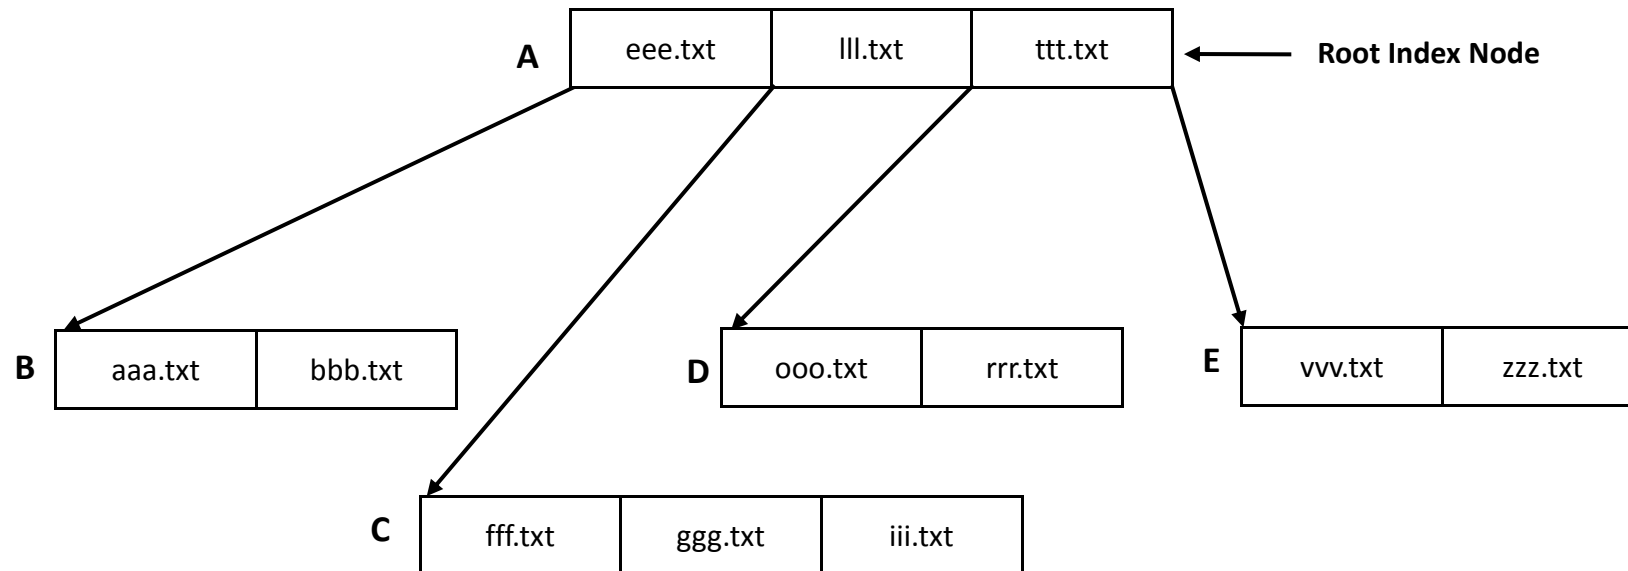 A eee.txt lll.txt ttt.txt Root Index Node
B aaa.txt bbb.txt D ooo.txt rrr.txt E vvv.txt zzz.txt
C fff.txt ggg.txt iii.txt